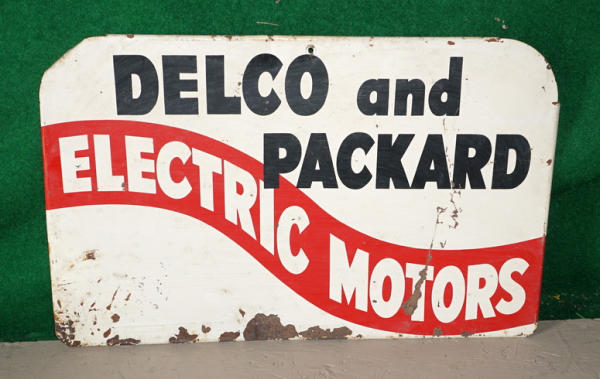 DELCO and
PACKARD
ELECTRIC MOTORS